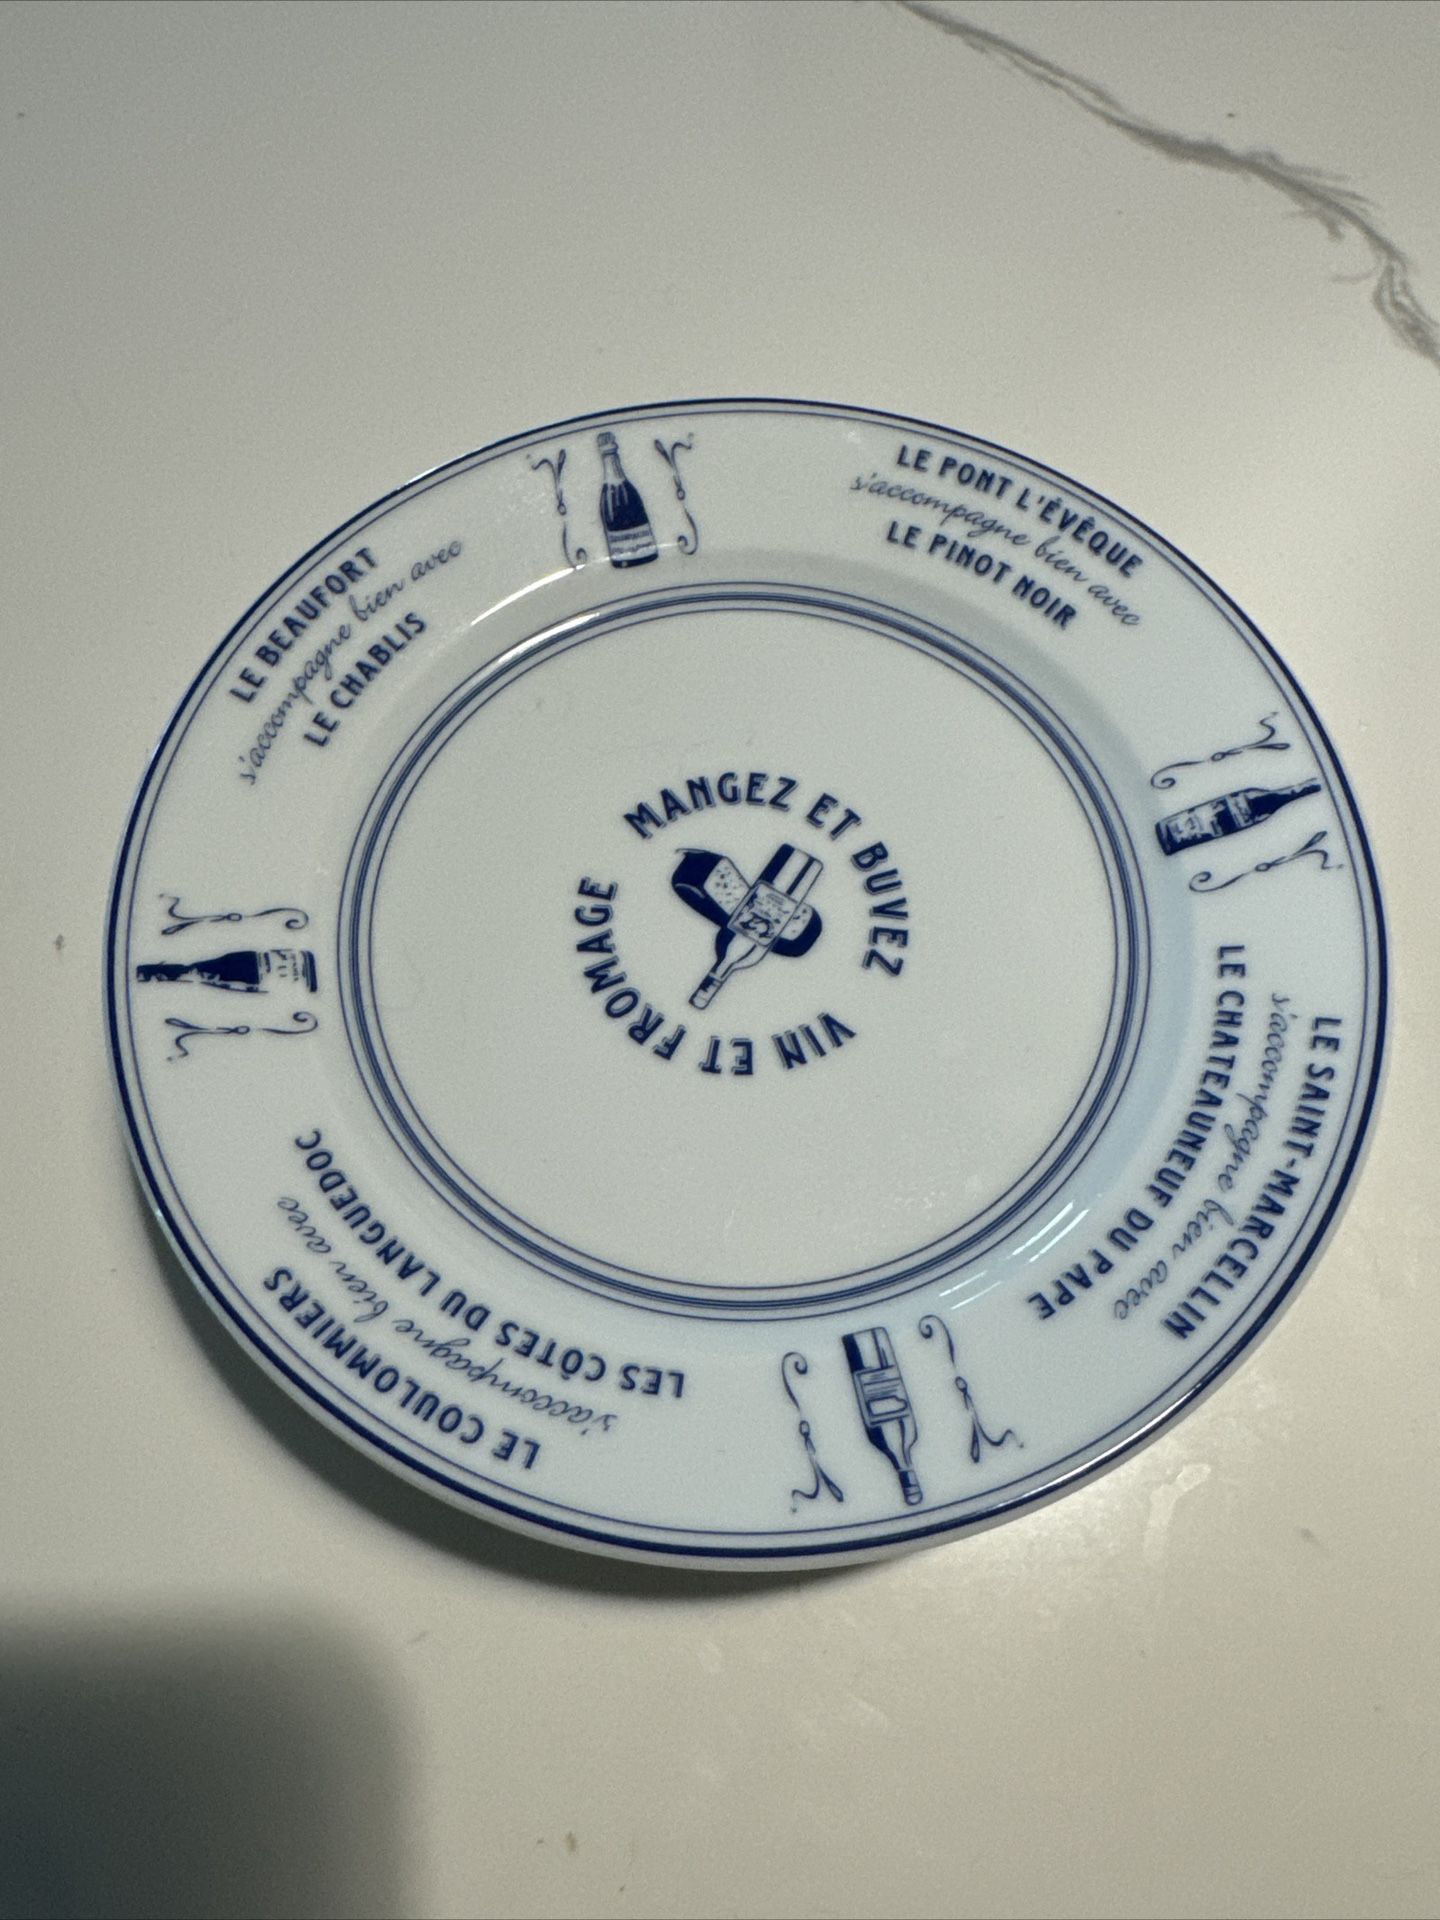 MANGEZ ET BUVEZ
VIN ET FROMAGE
LE BEAUFORT
s'accompagne bien avec
LE CHABLIS
LE PONT L'ÉVÊQUE
s'accompagne bien avec
LE PINOT NOIR
LE SAINT-MARCELLIN
s'accompagne bien avec
LE CHATEAUNEUF DU PAPE
LE COULOMMIERS
s'accompagne bien avec
LES CÔTES DU LANGUEDOC